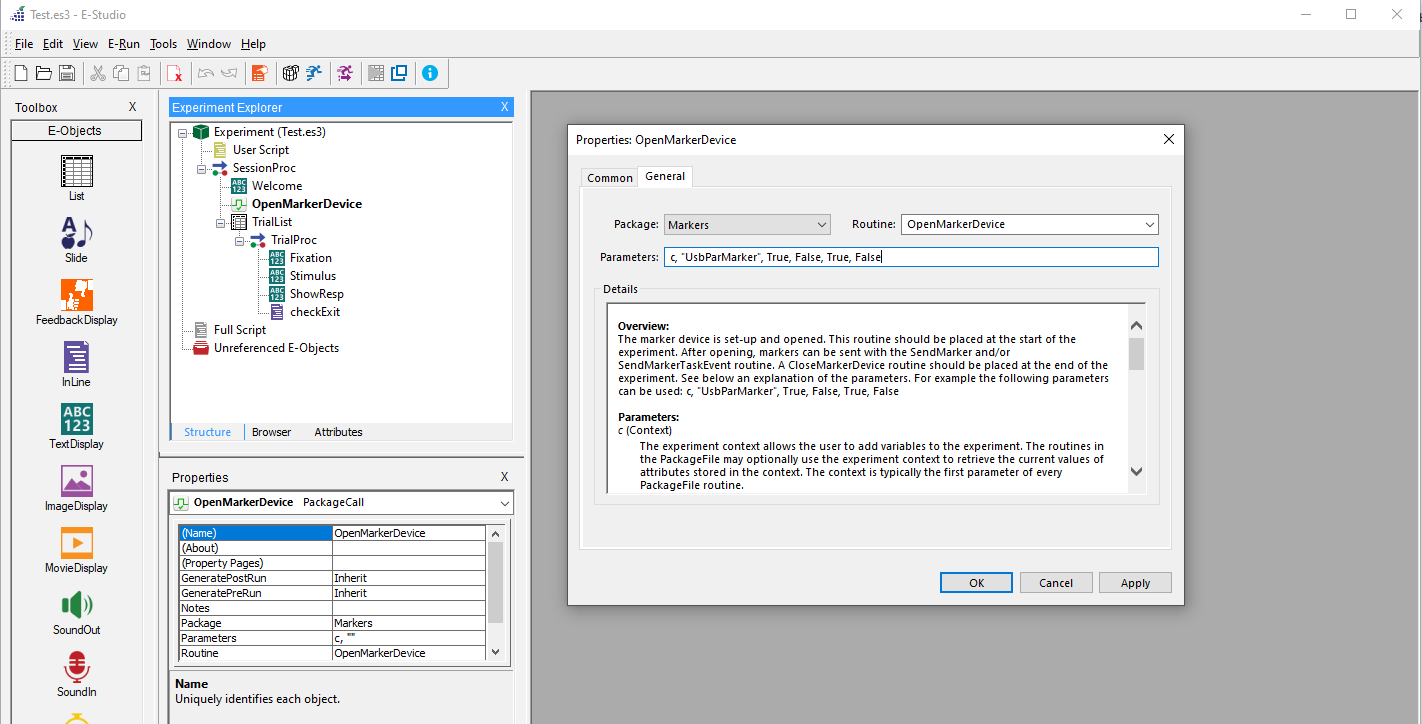 Test.es3 - E-Studio
File Edit View E-Run Tools Window Help
Toolbox X
E-Objects
List
Slide
FeedbackDisplay
InLine
ABC
123
TextDisplay
ImageDisplay
MovieDisplay
SoundOut
SoundIn
Experiment Explorer X
Experiment (Test.es3)
User Script
SessionProc
ABC
123
Welcome
OpenMarkerDevice
TrialList
TrialProc
ABC
123
Fixation
ABC
123
Stimulus
ABC
123
ShowResp
checkExit
Full Script
Unreferenced E-Objects
Structure Browser Attributes
Properties X
OpenMarkerDevice PackageCall
(Name) OpenMarkerDevice
(About)
(Property Pages)
GeneratePostRun Inherit
GeneratePreRun Inherit
Notes
Package Markers
Parameters c, ""
Routine OpenMarkerDevice
Name
Uniquely identifies each object.
Properties: OpenMarkerDevice
Common General
Package: Markers Routine: OpenMarkerDevice
Parameters: c, "UsbParMarker", True, False, True, False
Details
Overview:
The marker device is set-up and opened. This routine should be placed at the start of the
experiment. After opening, markers can be sent with the SendMarker and/or
SendMarkerTaskEvent routine. A CloseMarkerDevice routine should be placed at the end of the
experiment. See below an explanation of the parameters. For example the following parameters
can be used: c, "UsbParMarker", True, False, True, False
Parameters:
c (Context)
The experiment context allows the user to add variables to the experiment. The routines in
the PackageFile may optionally use the experiment context to retrieve the current values of
attributes stored in the context. The context is typically the first parameter of every
PackageFile routine.
OK Cancel Apply